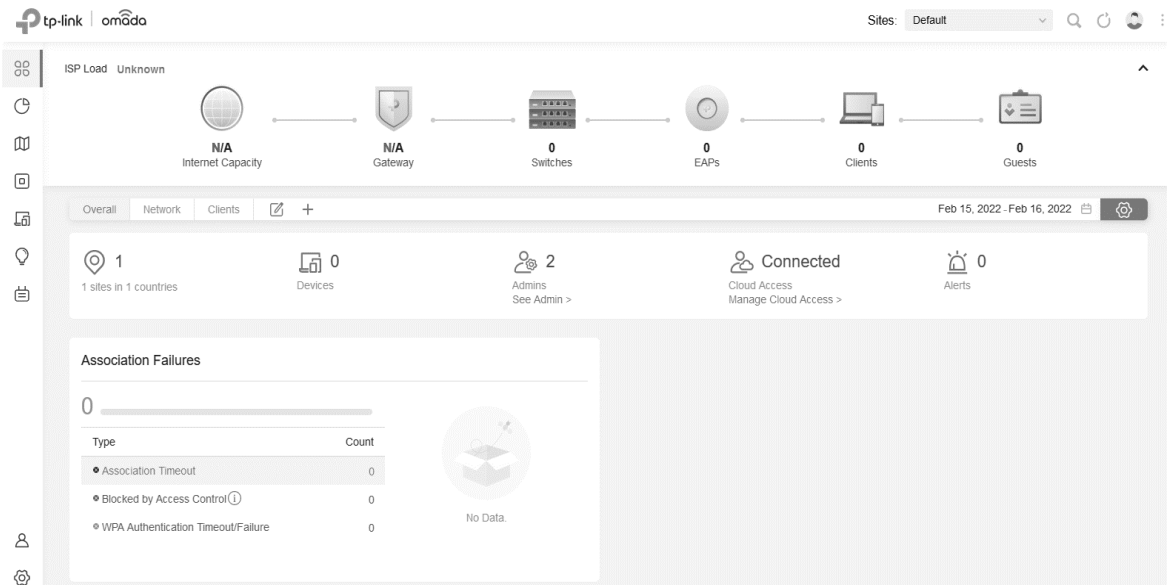 tp-link | omada
Sites: Default
ISP Load Unknown
N/A
Internet Capacity
N/A
Gateway
0
Switches
0
EAPs
0
Clients
0
Guests
Overall Network Clients
Feb 15, 2022 - Feb 16, 2022
1
1 sites in 1 countries
0
Devices
2
Admins
See Admin >
Connected
Cloud Access
Manage Cloud Access >
0
Alerts
Association Failures
0
Type Count
Association Timeout 0
Blocked by Access Control 0
WPA Authentication Timeout/Failure 0
No Data.